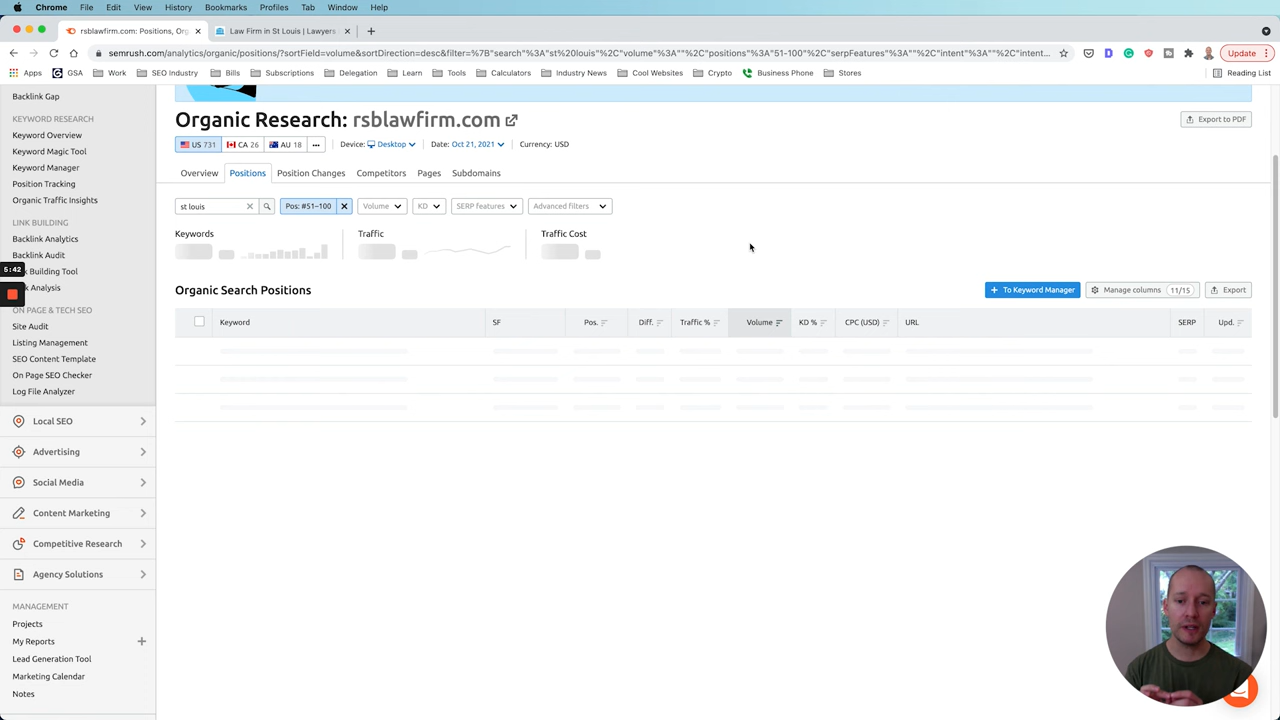 Chrome File Edit View History Bookmarks Profiles Tab Window Help
rsblawfirm.com: Positions, Org
Law Firm in St Louis | Lawyers
semrush.com/analytics/organic/positions/?sortField=volume&sortDirection=desc&filter=%7B"search"%3A"st%20louis"%2C"volume"%3A""%2C"positions"%3A"51-100"%2C"serpFeatures"%3A""%2C"intent"%3A""%2C"intent...
Update
Apps GSA Work SEO Industry Bills Subscriptions Delegation Learn Tools Calculators Industry News Cool Websites Crypto Business Phone Stores Reading List
Backlink Gap
KEYWORD RESEARCH
Keyword Overview
Keyword Magic Tool
Keyword Manager
Position Tracking
Organic Traffic Insights
LINK BUILDING
Backlink Analytics
Backlink Audit
Building Tool
Analysis
5:42
ON PAGE & TECH SEO
Site Audit
Listing Management
SEO Content Template
On Page SEO Checker
Log File Analyzer
Local SEO
Advertising
Social Media
Content Marketing
Competitive Research
Agency Solutions
MANAGEMENT
Projects
My Reports
Lead Generation Tool
Marketing Calendar
Notes
Organic Research: rsblawfirm.com
Export to PDF
US 731 CA 26 AU 18 ... Device: Desktop Date: Oct 21, 2021 Currency: USD
Overview Positions Position Changes Competitors Pages Subdomains
st louis Pos: #51–100 Volume KD SERP features Advanced filters
Keywords Traffic Traffic Cost
Organic Search Positions
To Keyword Manager Manage columns 11/15 Export
Keyword SF Pos. Diff. Traffic % Volume KD % CPC (USD) URL SERP Upd.